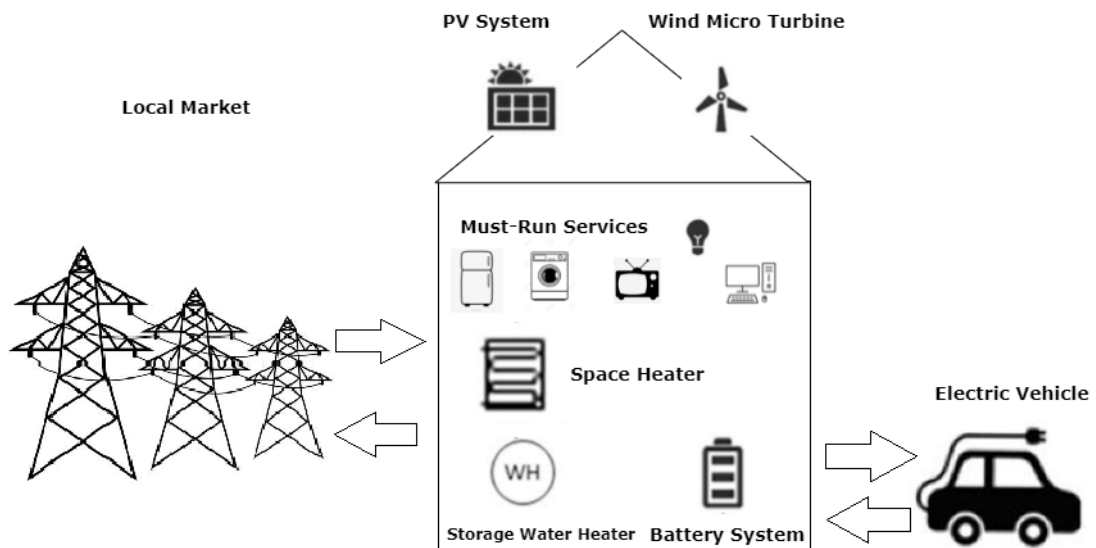 PV System
Wind Micro Turbine
Local Market
Must-Run Services
Space Heater
Electric Vehicle
WH
Storage Water Heater
Battery System